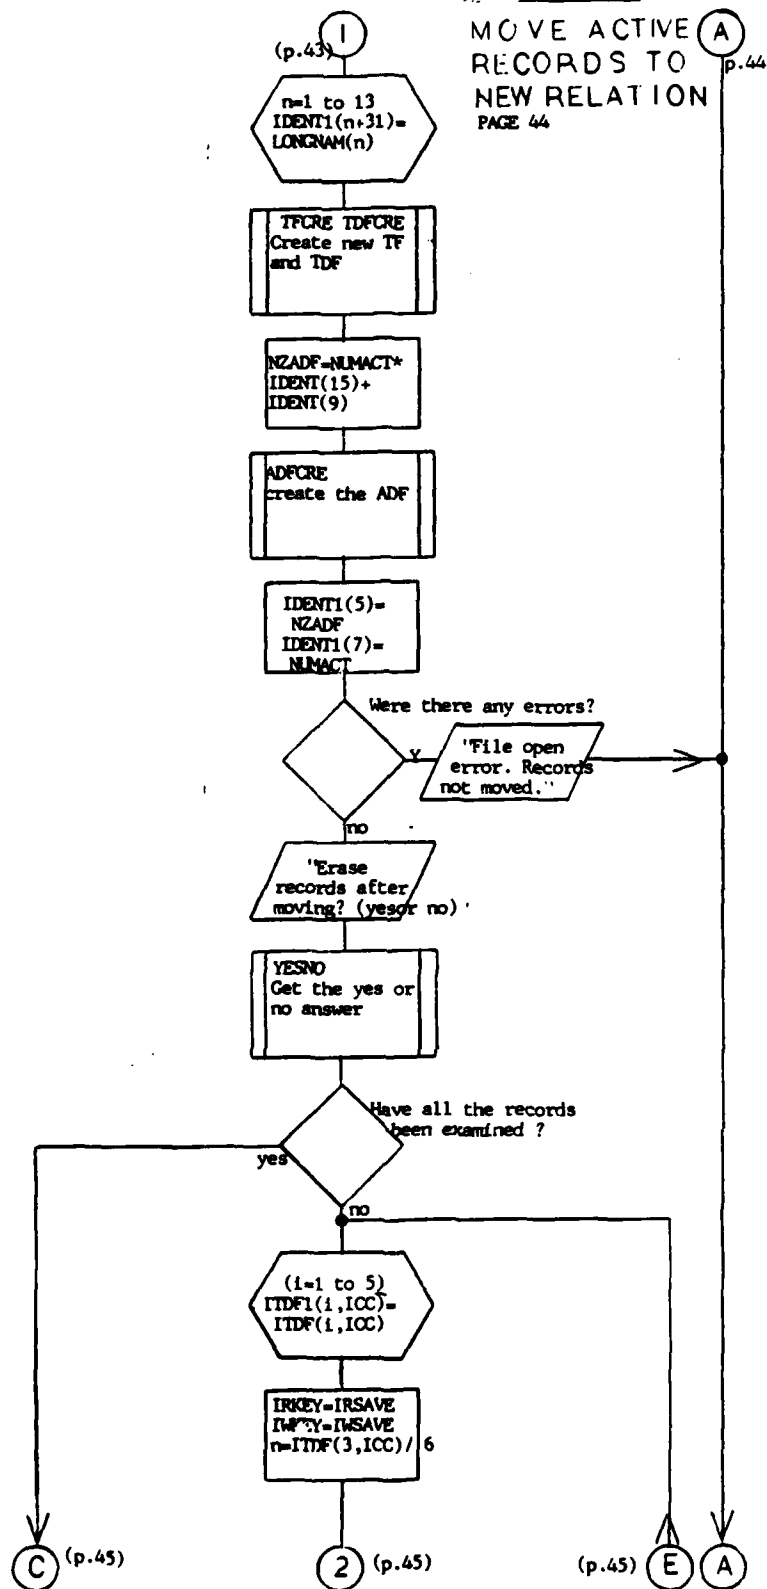 1
(p.43)
MOVE ACTIVE
RECORDS TO
NEW RELATION
PAGE 44
A
p.44
n=1 to 13
IDENT1(n+31)=
LONGNAM(n)
TFCRE TDFCRE
Create new TF
and TDF
NZADF=NUMACT*
IDENT(15)+
IDENT(9)
ADFCRE
create the ADF
IDENT1(5)=
NZADF
IDENT1(7)=
NUMACT
Were there any errors?
Y
"File open
error. Records
not moved."
no
"Erase
records after
moving? (yesor no)'
YESNO
Get the yes or
no answer
Have all the records
been examined ?
yes
no
(i=1 to 5)
ITDF1(i,ICC)=
ITDF(i,ICC)
IRKEY=IRSAVE
IWKEY=IWSAVE
n=ITDF(3,ICC)/6
C (p.45)
2 (p.45)
(p.45) E
A